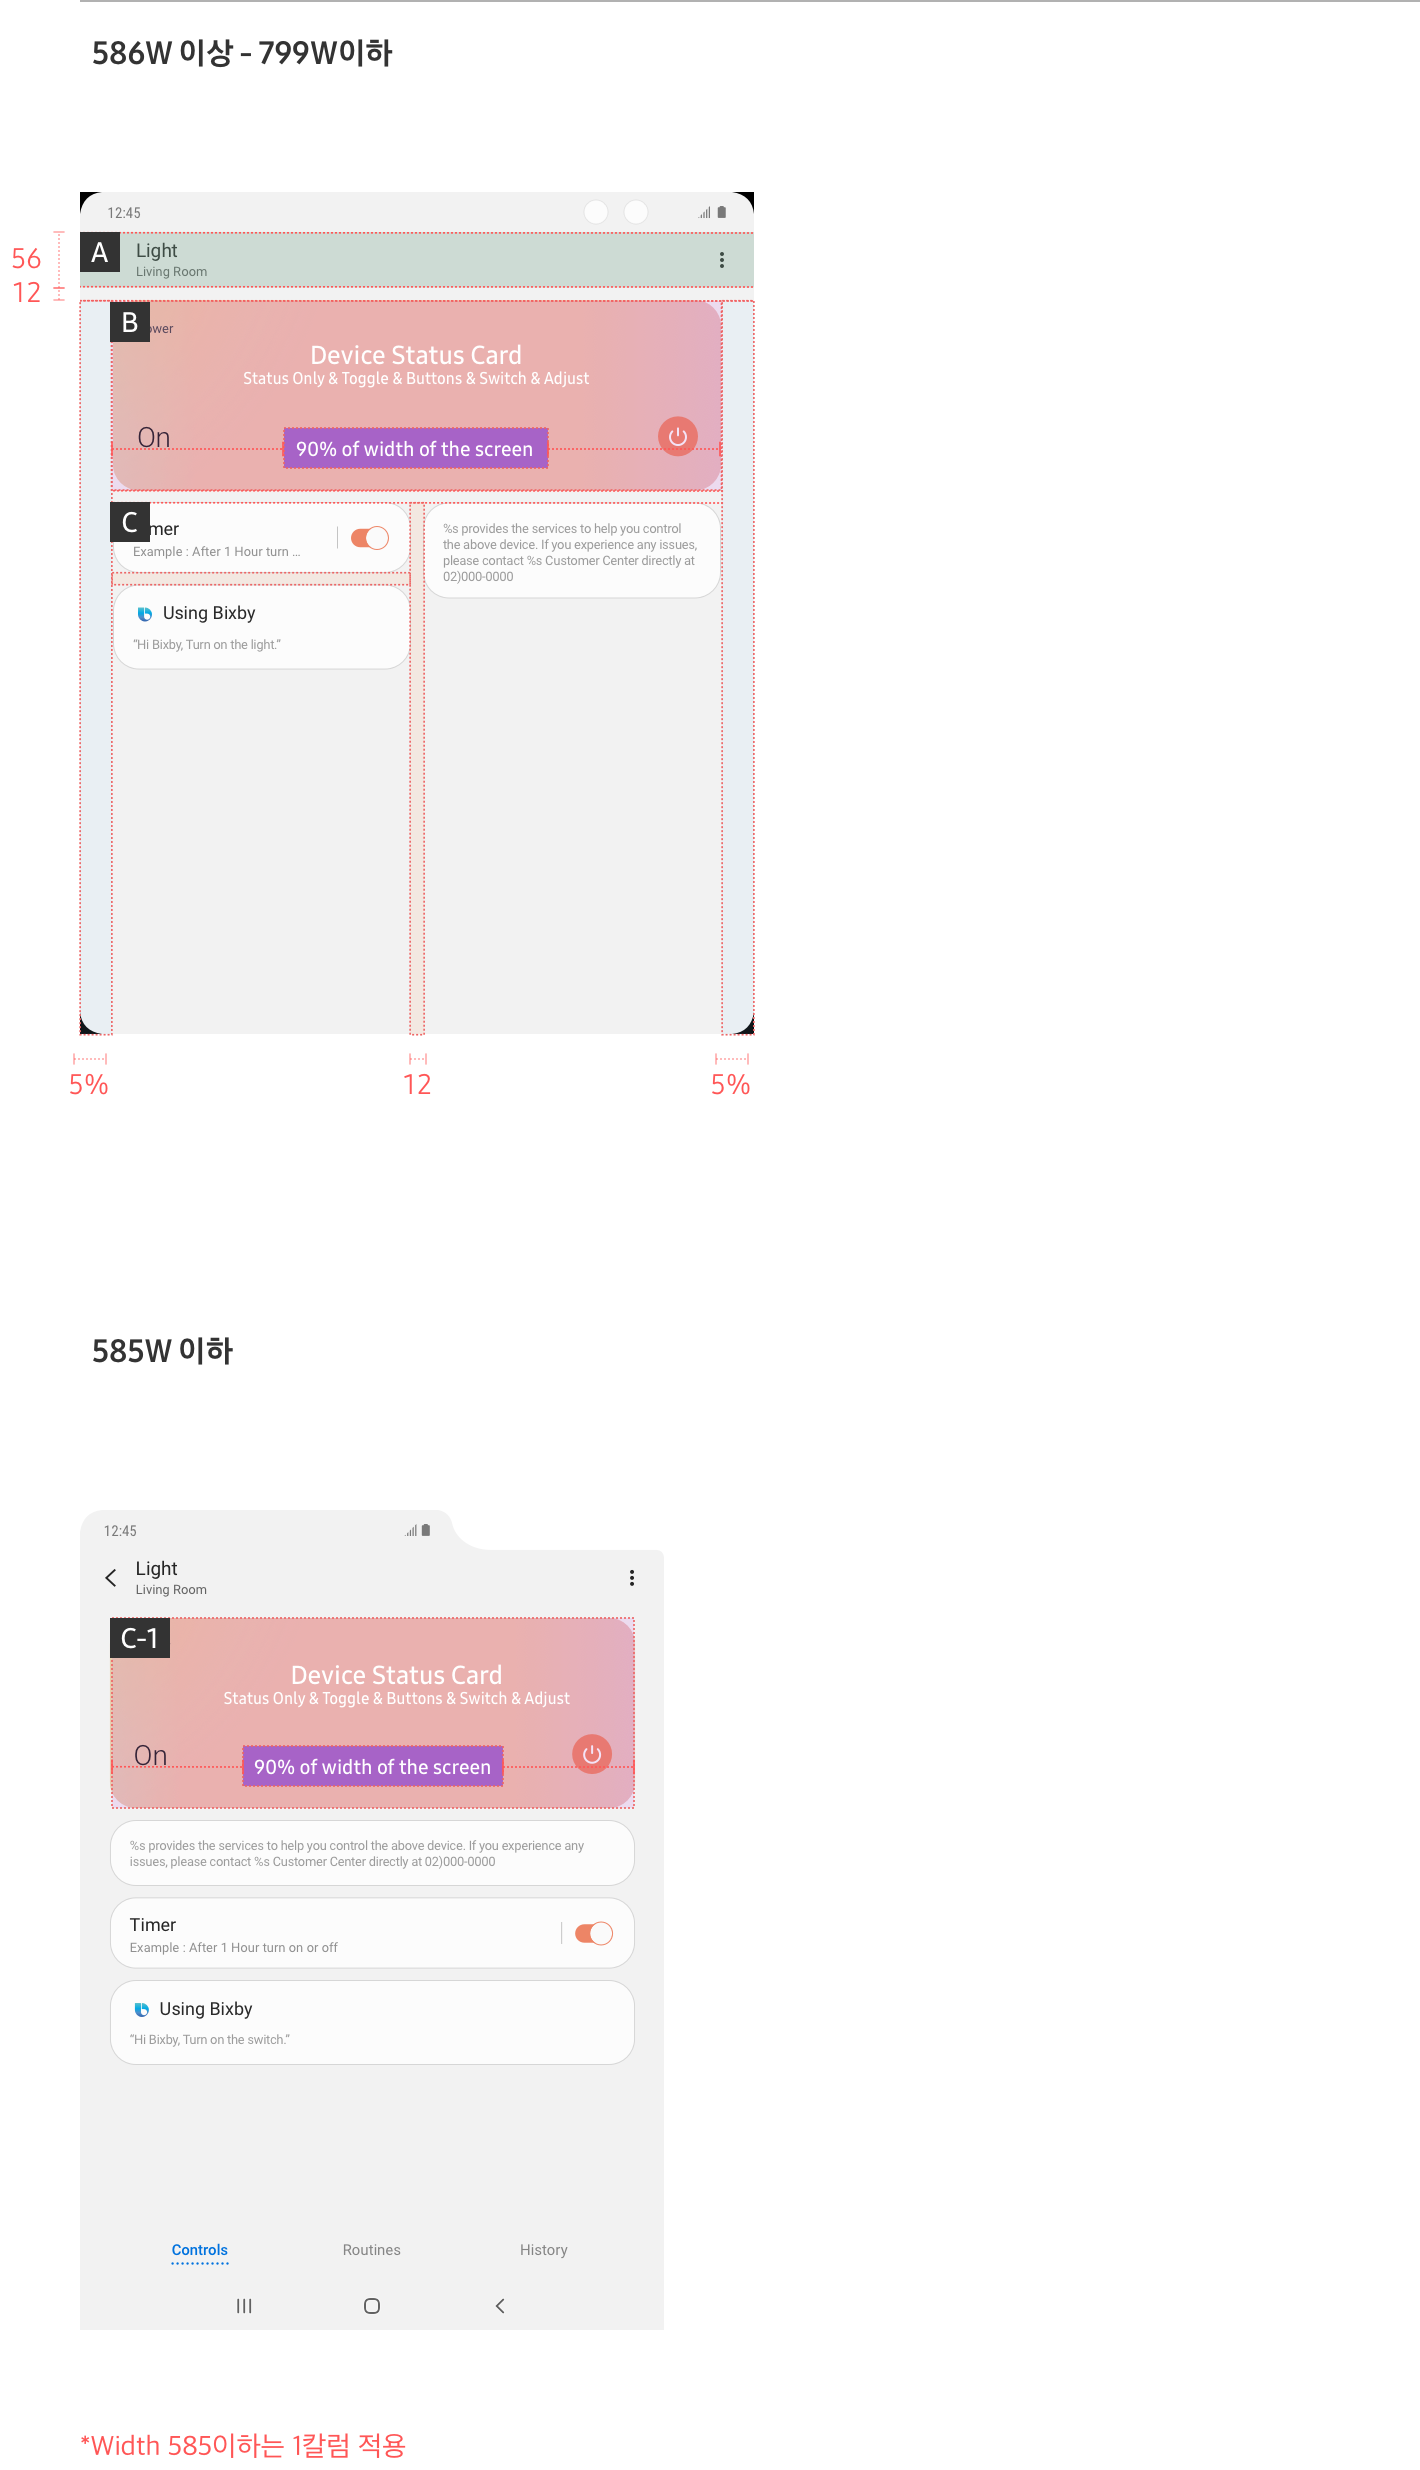 586W 이상 - 799W이하
12:45
A
Light
Living Room
56
12
B
ower
Device Status Card
Status Only & Toggle & Buttons & Switch & Adjust
On
90% of width of the screen
C
mer
Example : After 1 Hour turn ...
%s provides the services to help you control
the above device. If you experience any issues,
please contact %s Customer Center directly at
02)000-0000
Using Bixby
“Hi Bixby, Turn on the light.“
5%
12
5%
585W 이하
12:45
Light
Living Room
C-1
Device Status Card
Status Only & Toggle & Buttons & Switch & Adjust
On
90% of width of the screen
%s provides the services to help you control the above device. If you experience any
issues, please contact %s Customer Center directly at 02)000-0000
Timer
Example : After 1 Hour turn on or off
Using Bixby
“Hi Bixby, Turn on the switch.“
Controls
Routines
History
*Width 585이하는 1칼럼 적용